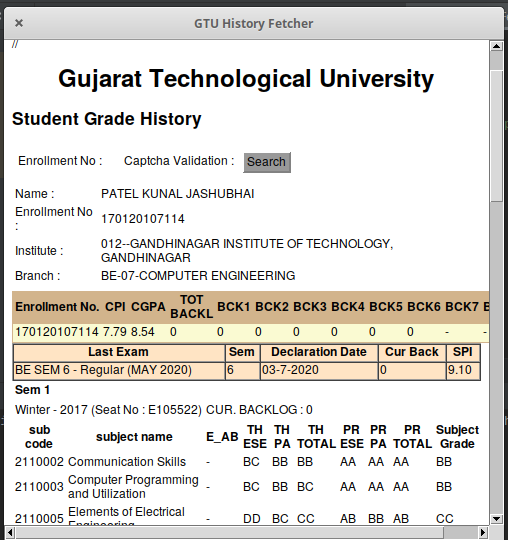 GTU History Fetcher
//
Gujarat Technological University
Student Grade History
Enrollment No : Captcha Validation : Search
Name : PATEL KUNAL JASHUBHAI
Enrollment No : 170120107114
Institute : 012--GANDHINAGAR INSTITUTE OF TECHNOLOGY, GANDHINAGAR
Branch : BE-07-COMPUTER ENGINEERING
Enrollment No. CPI CGPA TOT BACKL BCK1 BCK2 BCK3 BCK4 BCK5 BCK6 BCK7
170120107114 7.79 8.54 0 0 0 0 0 0 0 - -
Last Exam Sem Declaration Date Cur Back SPI
BE SEM 6 - Regular (MAY 2020) 6 03-7-2020 0 9.10
Sem 1
Winter - 2017 (Seat No : E105522) CUR. BACKLOG : 0
sub code subject name E_AB TH ESE TH PA TH TOTAL PR ESE PR PA PR TOTAL Subject Grade
2110002 Communication Skills - BC BB BB AA AA AA BB
2110003 Computer Programming and Utilization - BC BB BC AA AA AA BB
2110005 Elements of Electrical Engineering - DD BC CC AB BB AB CC